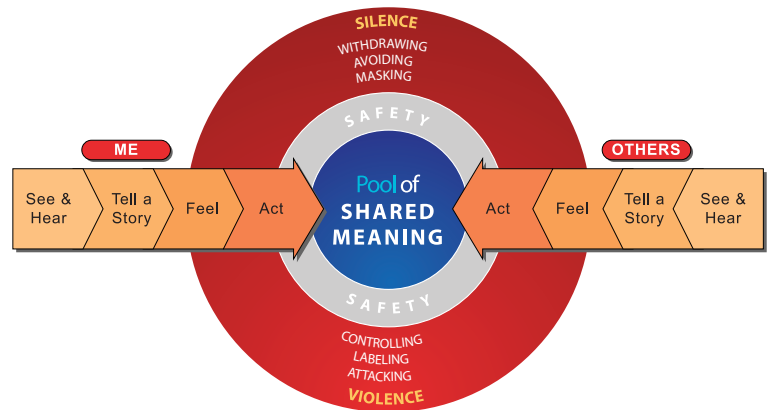 SILENCE
WITHDRAWING
AVOIDING
MASKING
SAFETY
ME
OTHERS
See &
Hear
Tell a
Story
Feel
Act
Pool of
SHARED
MEANING
Act
Feel
Tell a
Story
See &
Hear
SAFETY
CONTROLLING
LABELING
ATTACKING
VIOLENCE